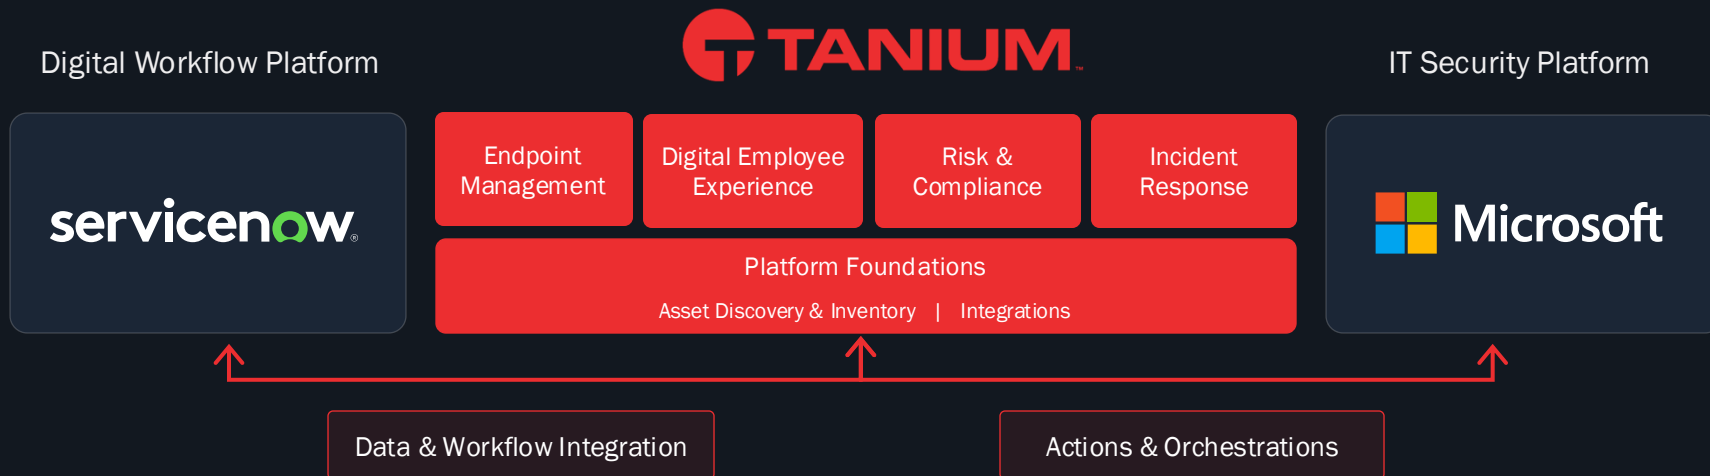 Digital Workflow Platform
TANIUM™
IT Security Platform
servicenow®
Endpoint
Management
Digital Employee
Experience
Risk &
Compliance
Incident
Response
Platform Foundations
Asset Discovery & Inventory | Integrations
Microsoft
Data & Workflow Integration
Actions & Orchestrations